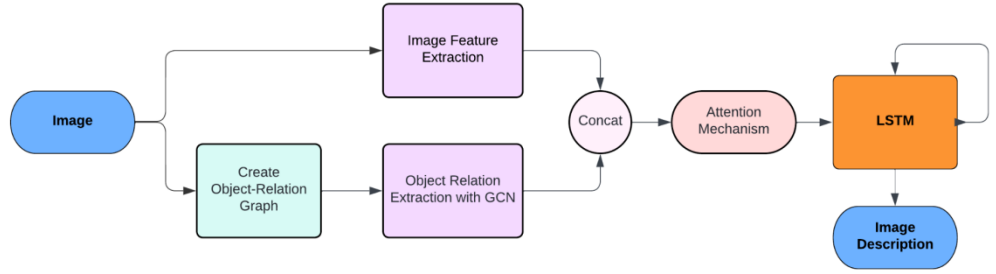 Image
Image Feature
Extraction
Create
Object-Relation
Graph
Object Relation
Extraction with GCN
Concat
Attention
Mechanism
LSTM
Image
Description